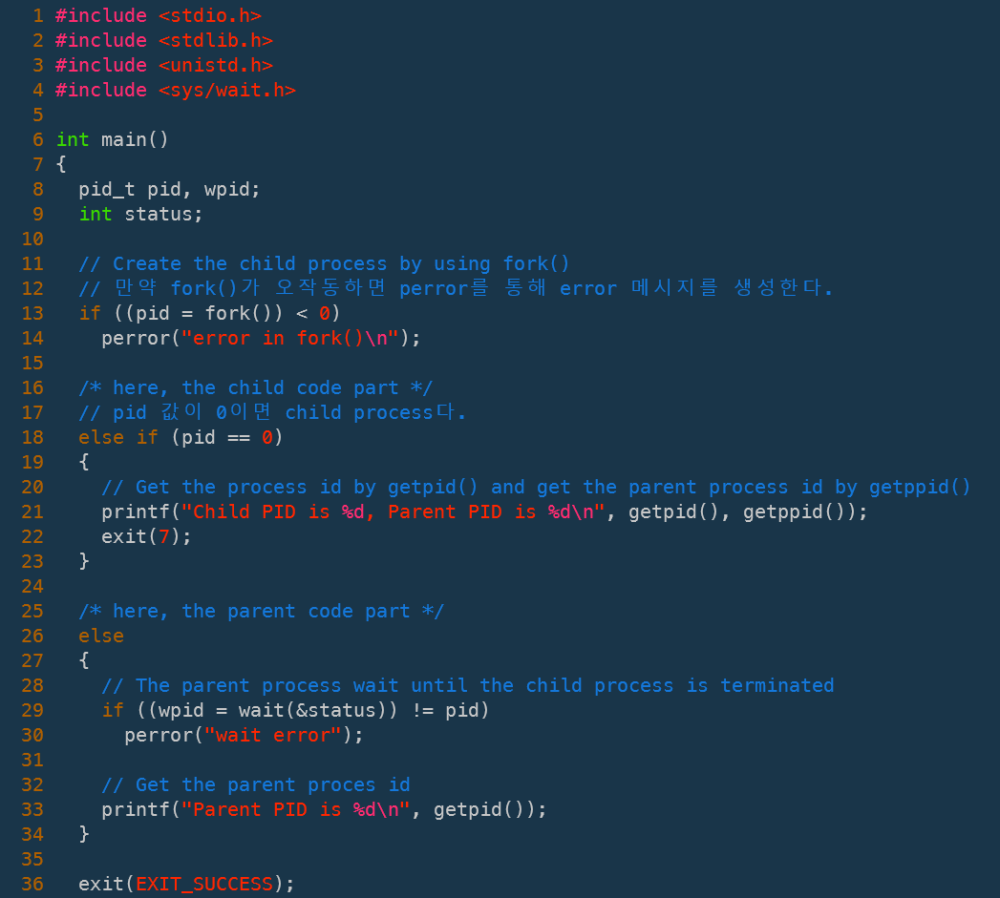 1 #include <stdio.h>
2 #include <stdlib.h>
3 #include <unistd.h>
4 #include <sys/wait.h>
5
6 int main()
7 {
8   pid_t pid, wpid;
9   int status;
10
11   // Create the child process by using fork()
12   // 만약 fork()가 오작동하면 perror를 통해 error 메시지를 생성한다.
13   if ((pid = fork()) < 0)
14     perror("error in fork()\n");
15
16   /* here, the child code part */
17   // pid 값이 0이면 child process다.
18   else if (pid == 0)
19   {
20     // Get the process id by getpid() and get the parent process id by getppid()
21     printf("Child PID is %d, Parent PID is %d\n", getpid(), getppid());
22     exit(7);
23   }
24
25   /* here, the parent code part */
26   else
27   {
28     // The parent process wait until the child process is terminated
29     if ((wpid = wait(&status)) != pid)
30       perror("wait error");
31
32     // Get the parent proces id
33     printf("Parent PID is %d\n", getpid());
34   }
35
36   exit(EXIT_SUCCESS);